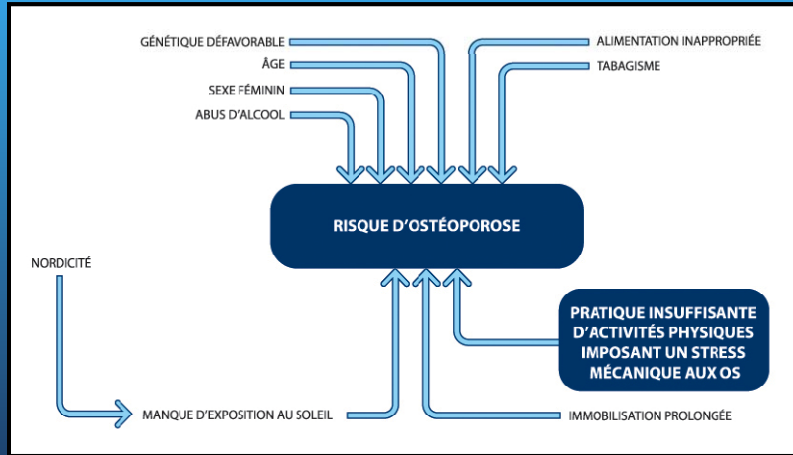 GÉNÉTIQUE DÉFAVORABLE
ÂGE
SEXE FÉMININ
ABUS D'ALCOOL
ALIMENTATION INAPPROPRIÉE
TABAGISME
RISQUE D'OSTÉOPOROSE
NORDICITÉ
PRATIQUE INSUFFISANTE
D'ACTIVITÉS PHYSIQUES
IMPOSANT UN STRESS
MÉCANIQUE AUX OS
MANQUE D'EXPOSITION AU SOLEIL
IMMOBILISATION PROLONGÉE